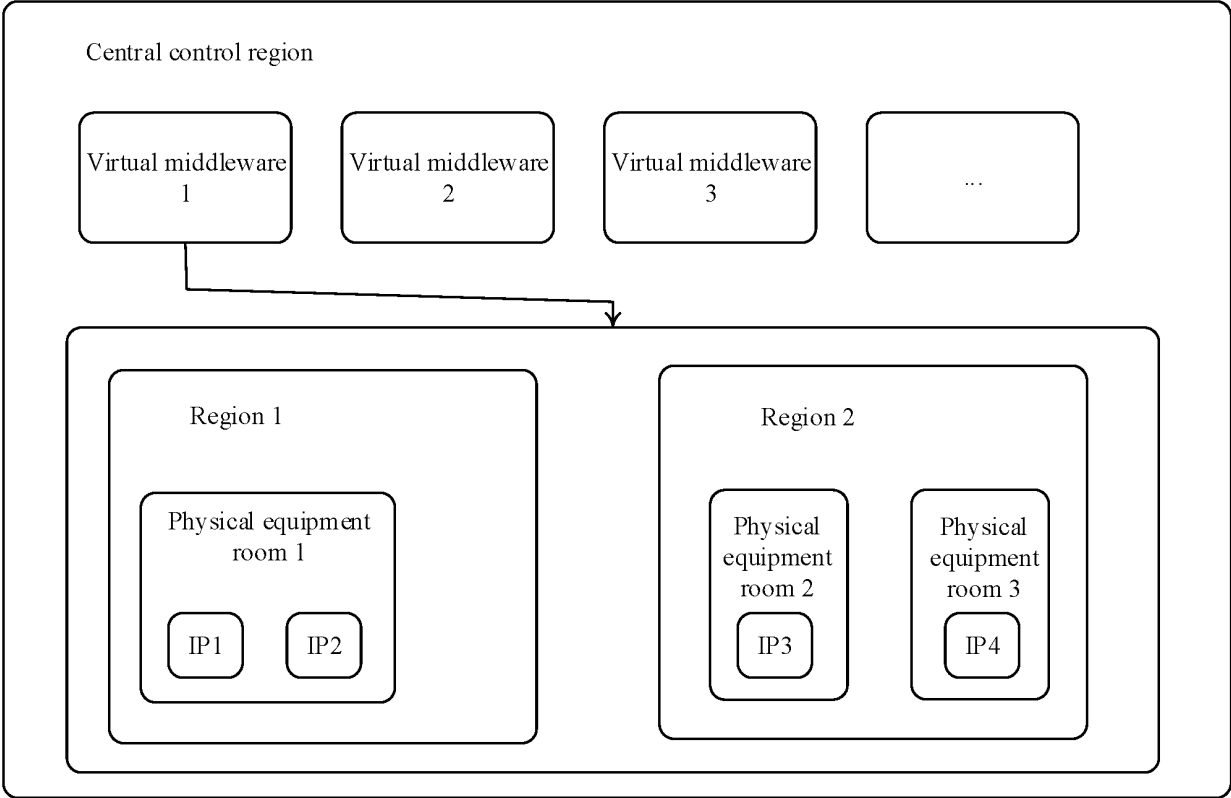 Central control region
Virtual middleware
1
Virtual middleware
2
Virtual middleware
3
...
Region 1
Region 2
Physical equipment
room 1
IP1
IP2
Physical
equipment
room 2
IP3
Physical
equipment
room 3
IP4